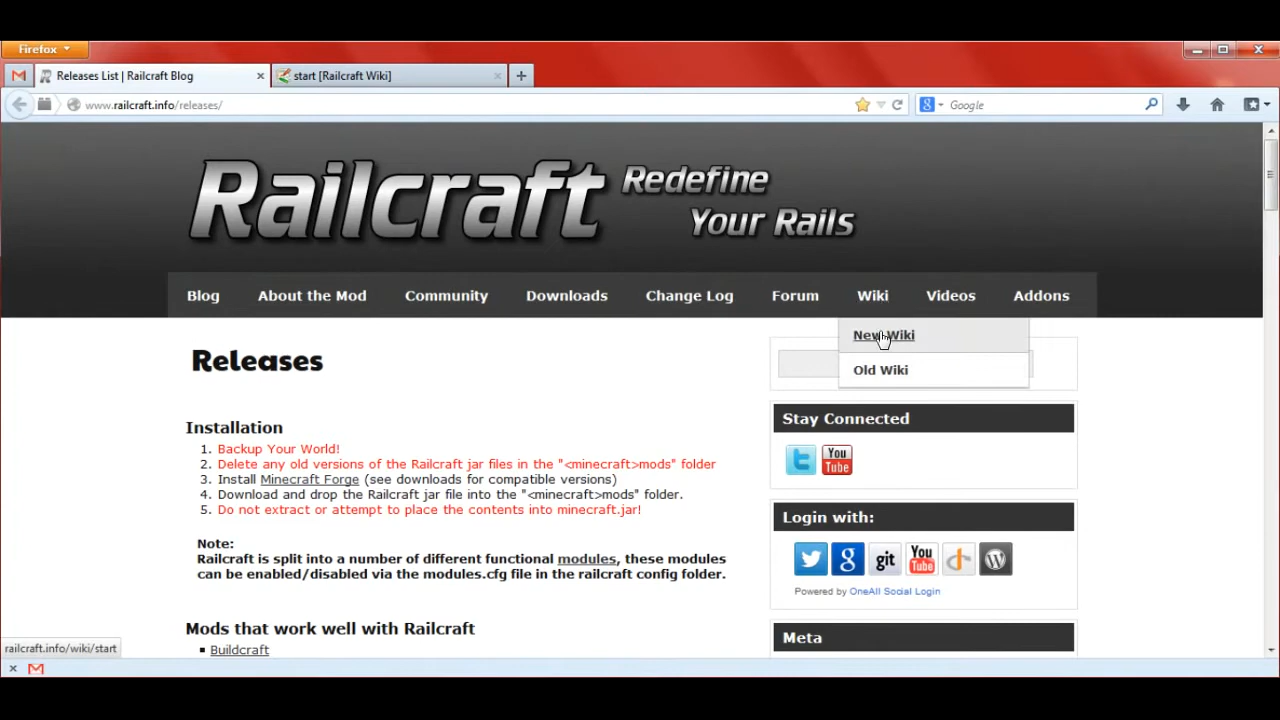 Firefox
Releases List | Railcraft Blog
start [Railcraft Wiki]
www.railcraft.info/releases/
Google
Railcraft Redefine
Your Rails
Blog About the Mod Community Downloads Change Log Forum Wiki Videos Addons
New Wiki
Old Wiki
Releases
Stay Connected
You
Tube
Installation
1. Backup Your World!
2. Delete any old versions of the Railcraft jar files in the "<minecraft>mods" folder
3. Install Minecraft Forge (see downloads for compatible versions)
4. Download and drop the Railcraft jar file into the "<minecraft>mods" folder.
5. Do not extract or attempt to place the contents into minecraft.jar!
Login with:
git
You
Tube
Powered by OneAll Social Login
Note:
Railcraft is split into a number of different functional modules, these modules
can be enabled/disabled via the modules.cfg file in the railcraft config folder.
Mods that work well with Railcraft
Buildcraft
Meta
railcraft.info/wiki/start